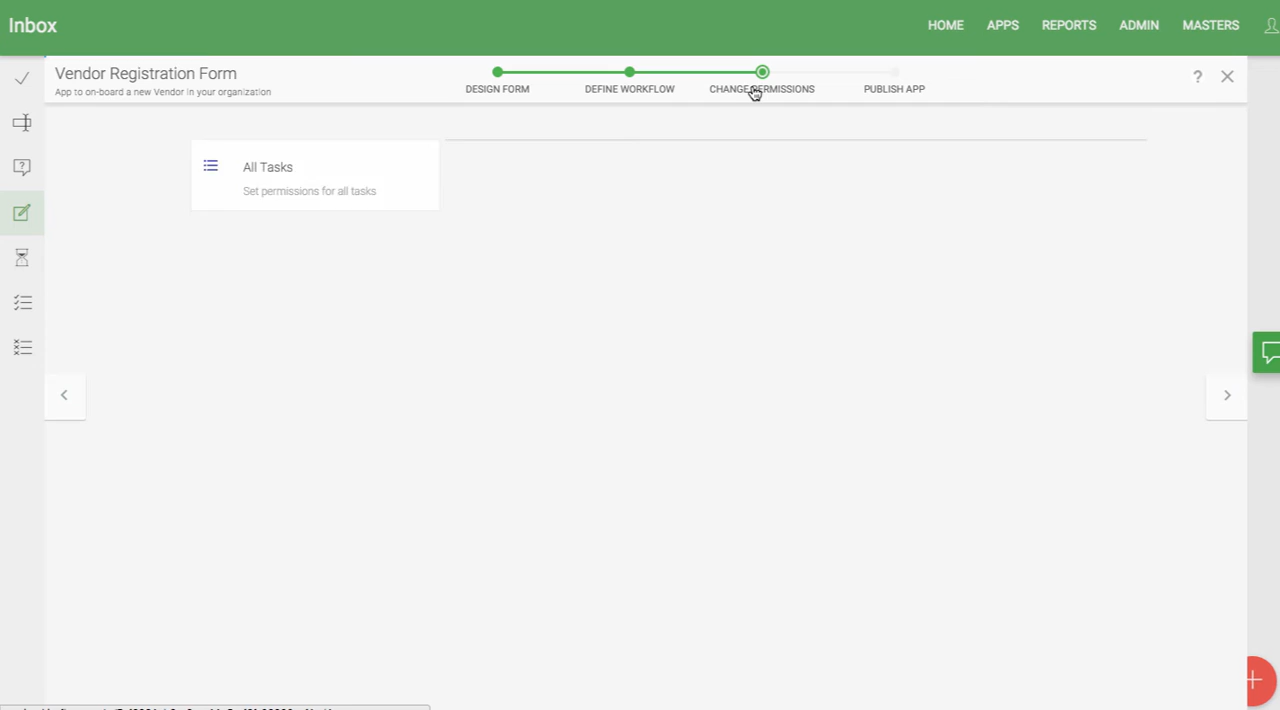 Inbox
HOME
APPS
REPORTS
ADMIN
MASTERS
Vendor Registration Form
App to on-board a new Vendor in your organization
DESIGN FORM
DEFINE WORKFLOW
CHANGE PERMISSIONS
PUBLISH APP
?
All Tasks
Set permissions for all tasks